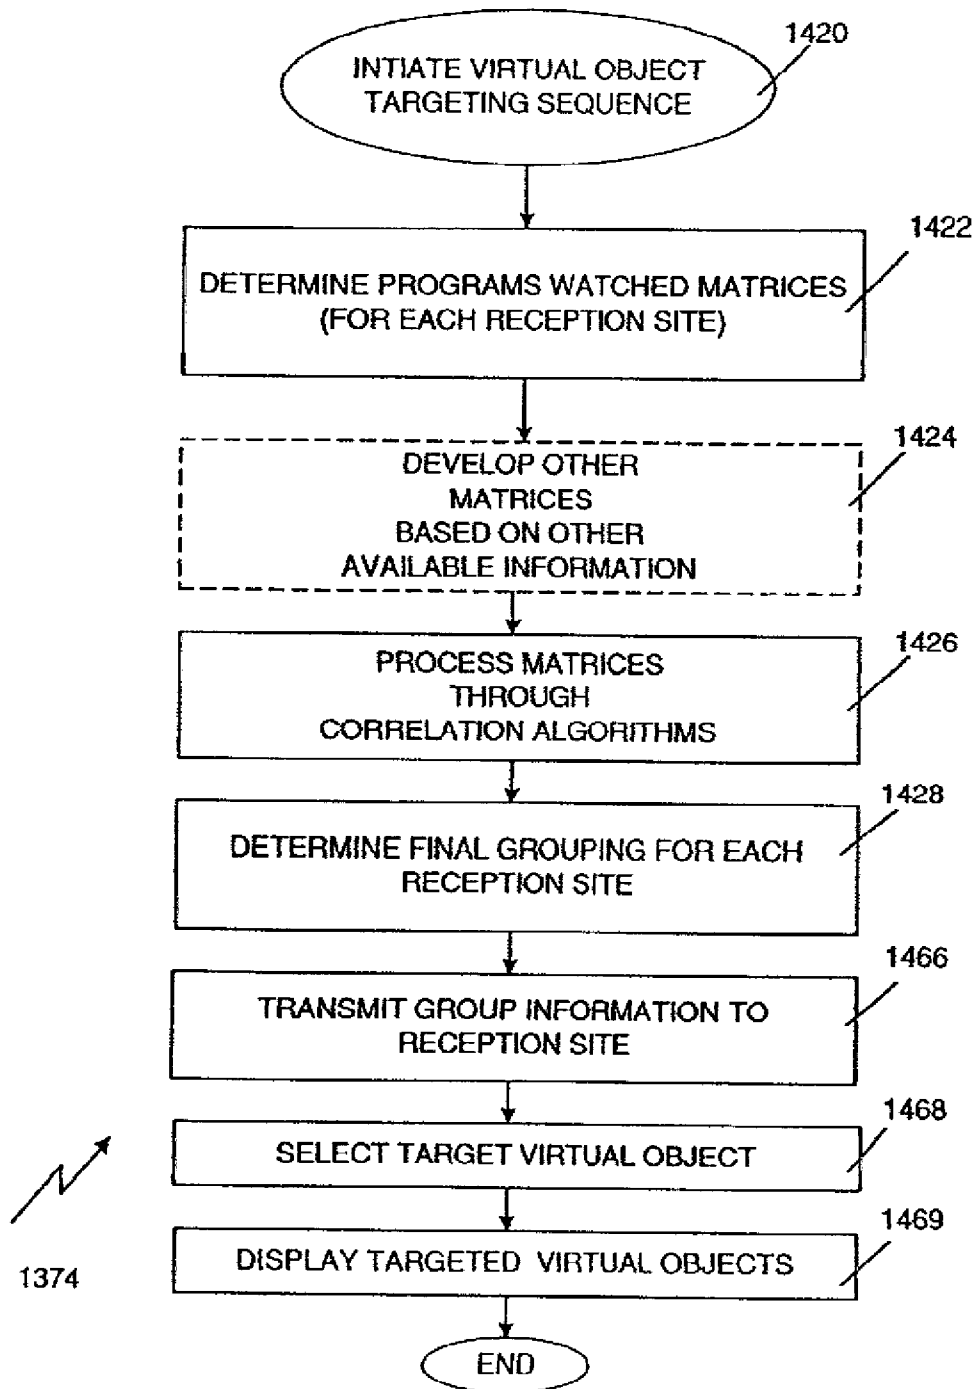 1420
INTIATE VIRTUAL OBJECT
TARGETING SEQUENCE
1422
DETERMINE PROGRAMS WATCHED MATRICES
(FOR EACH RECEPTION SITE)
1424
DEVELOP OTHER
MATRICES
BASED ON OTHER
AVAILABLE INFORMATION
1426
PROCESS MATRICES
THROUGH
CORRELATION ALGORITHMS
1428
DETERMINE FINAL GROUPING FOR EACH
RECEPTION SITE
1466
TRANSMIT GROUP INFORMATION TO
RECEPTION SITE
1468
SELECT TARGET VIRTUAL OBJECT
1469
DISPLAY TARGETED VIRTUAL OBJECTS
1374
END